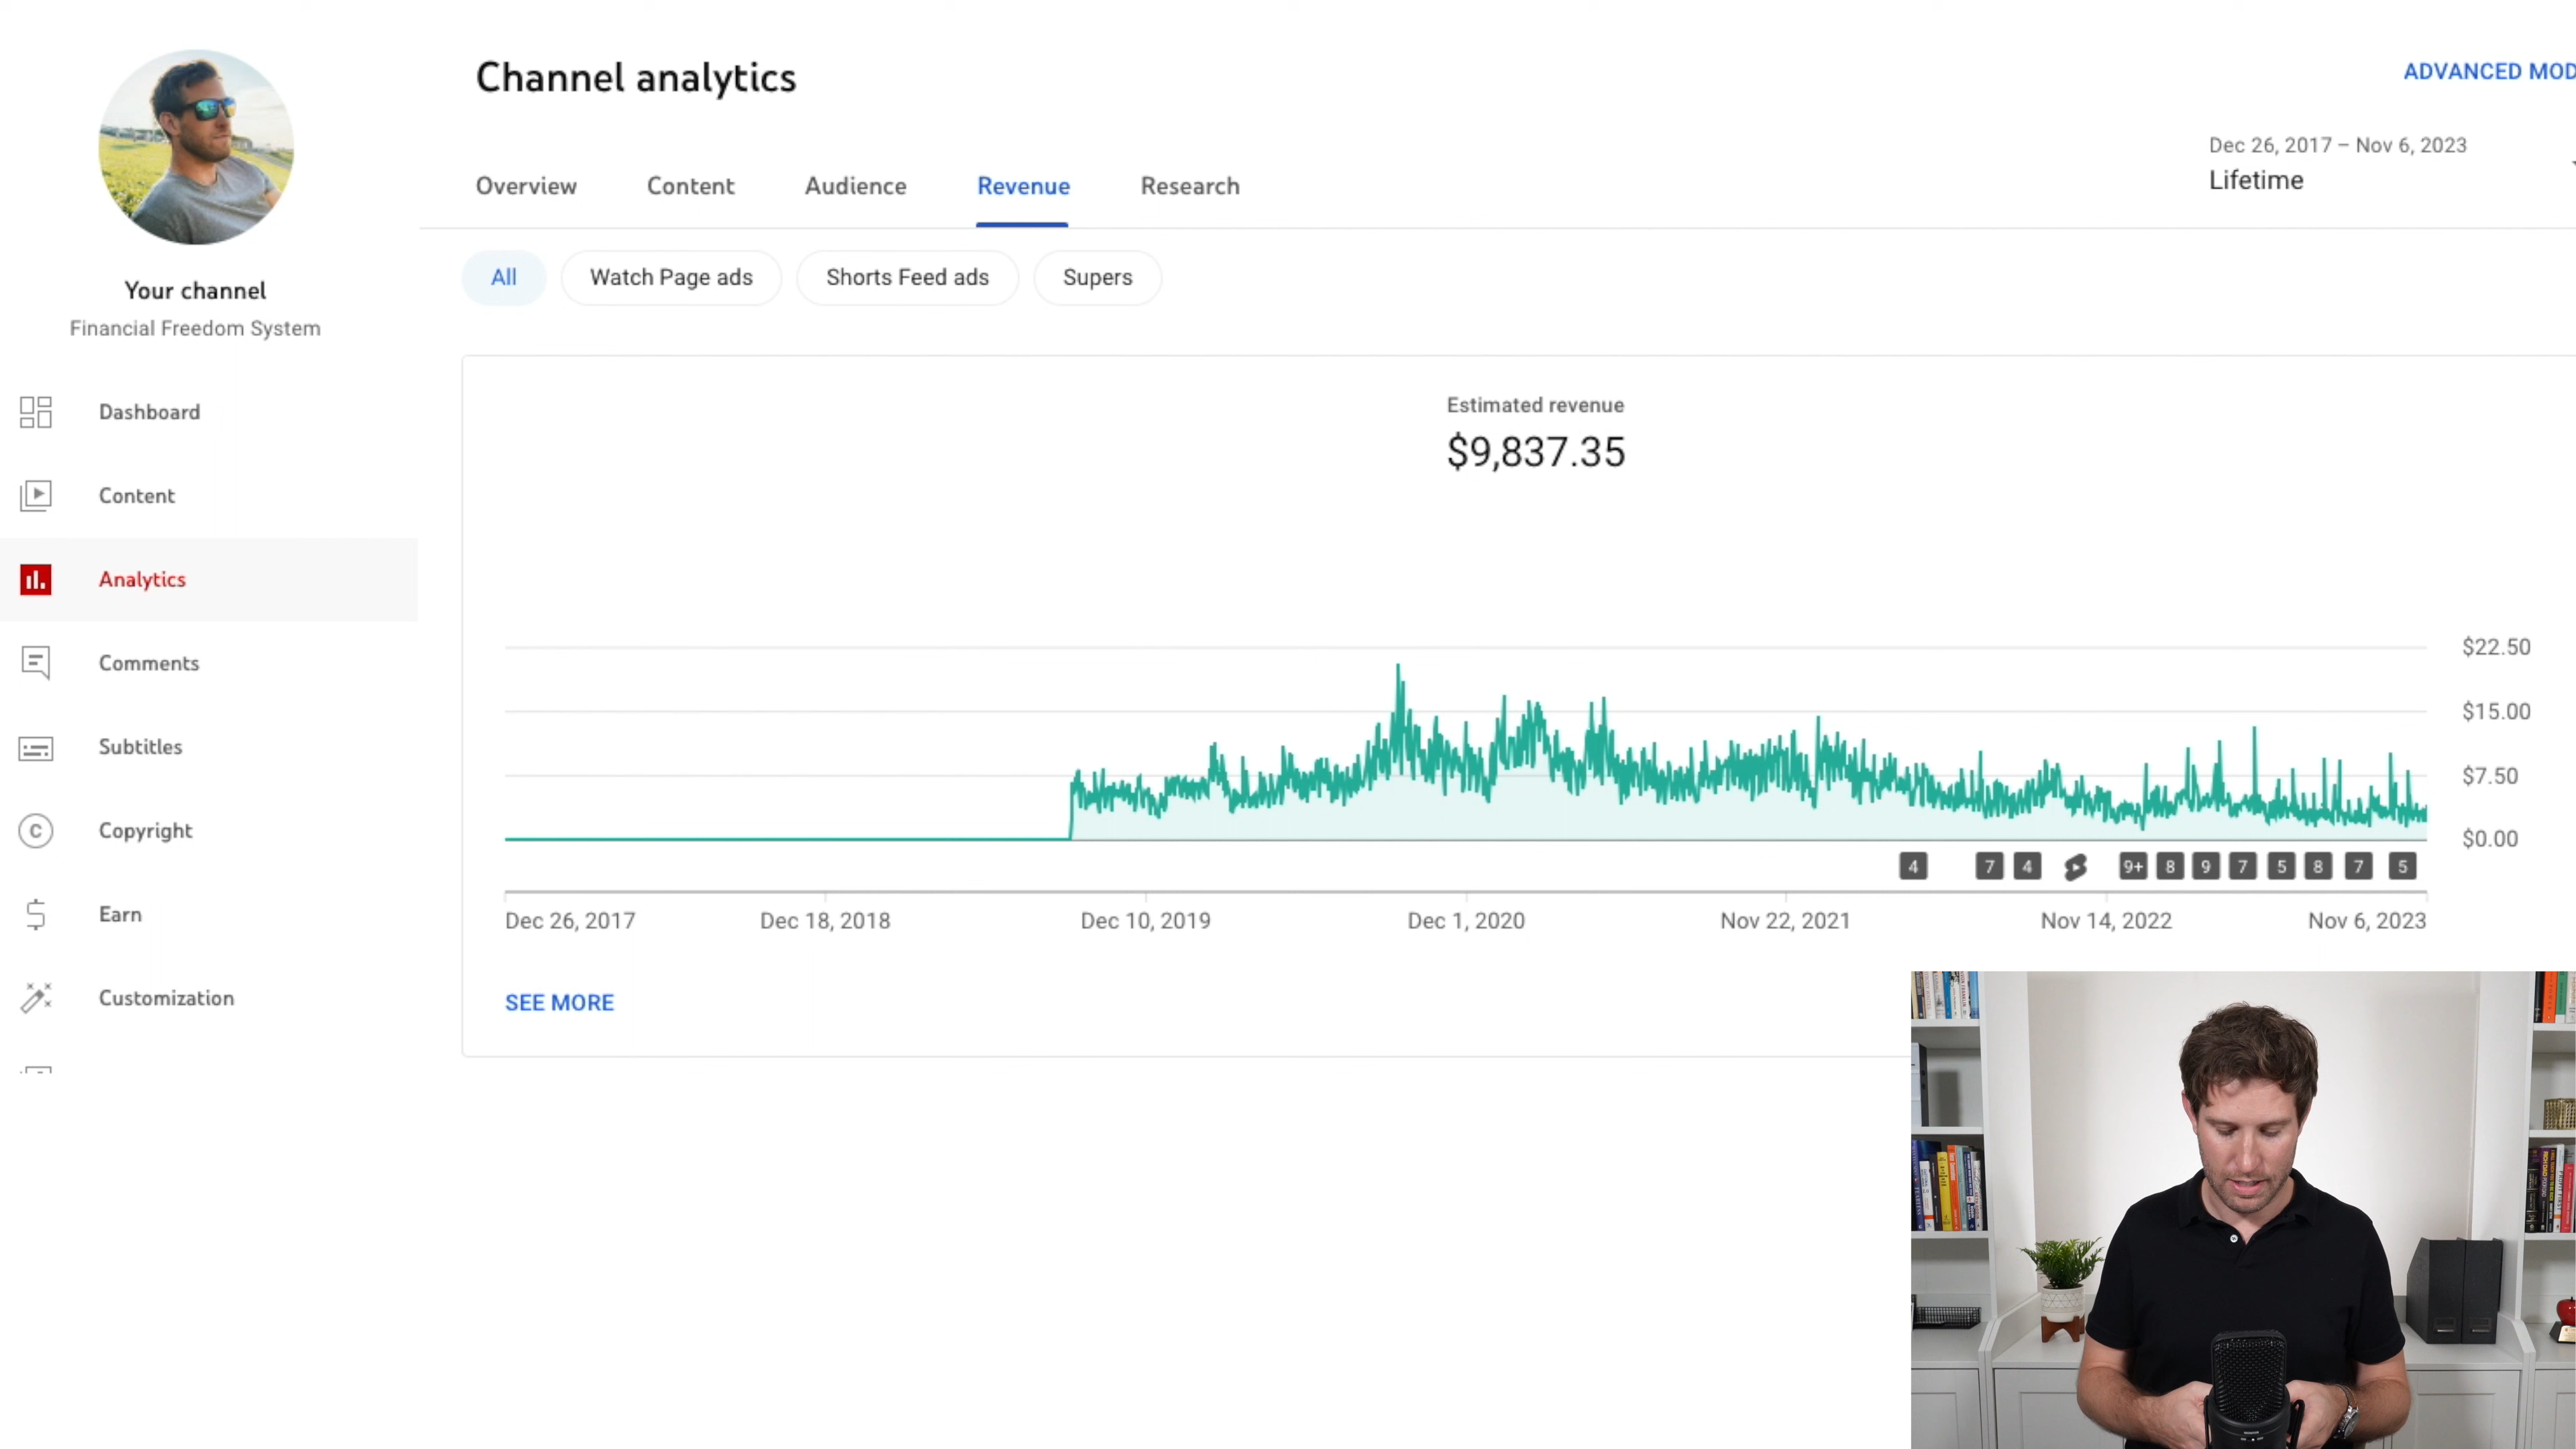 Channel analytics
ADVANCED MOD
Dec 26, 2017 – Nov 6, 2023
Lifetime
Overview
Content
Audience
Revenue
Research
All
Watch Page ads
Shorts Feed ads
Supers
Your channel
Financial Freedom System
Dashboard
Content
Analytics
Comments
Subtitles
Copyright
Earn
Customization
Estimated revenue
$9,837.35
$22.50
$15.00
$7.50
$0.00
4 7 4 9+ 8 9 7 5 8 7 5
Dec 26, 2017
Dec 18, 2018
Dec 10, 2019
Dec 1, 2020
Nov 22, 2021
Nov 14, 2022
Nov 6, 2023
SEE MORE